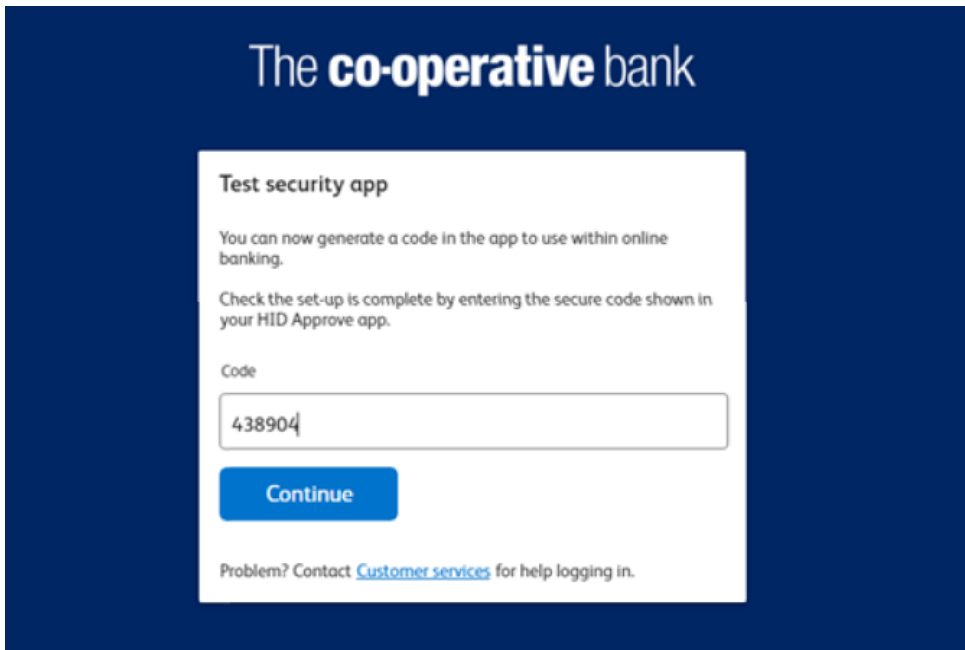 The co-operative bank
Test security app
You can now generate a code in the app to use within online
banking.
Check the set-up is complete by entering the secure code shown in
your HID Approve app.
Code
438904
Continue
Problem? Contact Customer services for help logging in.